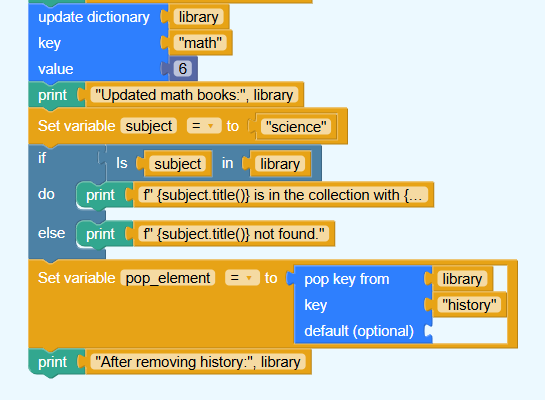 update dictionary library
key "math"
value 6
print "Updated math books:", library
Set variable subject = to "science"
if Is subject in library
do print f" {subject.title()} is in the collection with {...
else print f" {subject.title()} not found."
Set variable pop_element = to pop key from library
key "history"
default (optional)
print "After removing history:", library